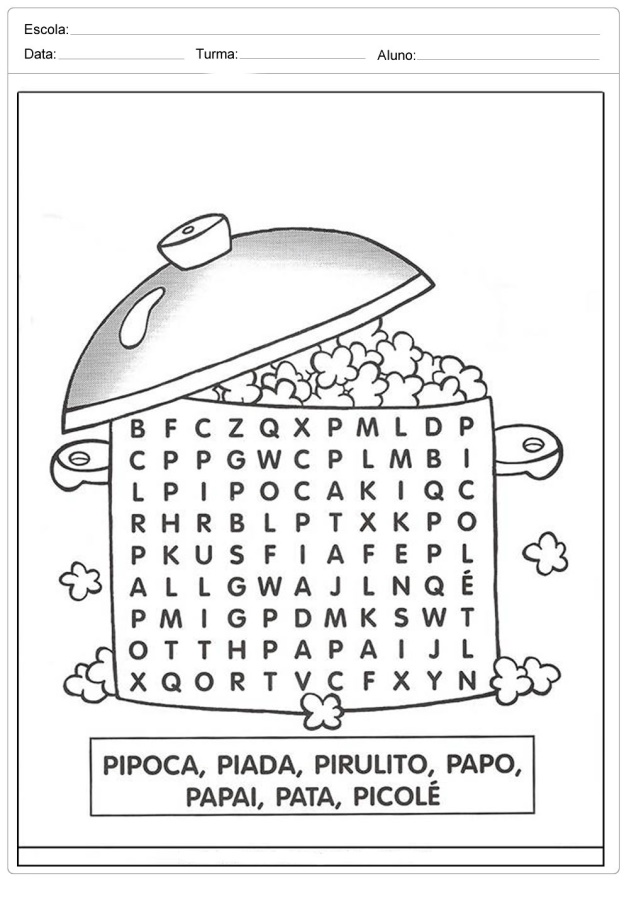 Escola:
Data: Turma: Aluno:
B F C Z Q X P M L D P
C P P G W C P L M B I
L P I P O C A K I Q C
R H R B L P T X K P O
P K U S F I A F E P L
A L L G W A J L N Q É
P M I G P D M K S W T
O T T H P A P A I J L
X Q O R T V C F X Y N
PIPOCA, PIADA, PIRULITO, PAPO,
PAPAI, PATA, PICOLÉ